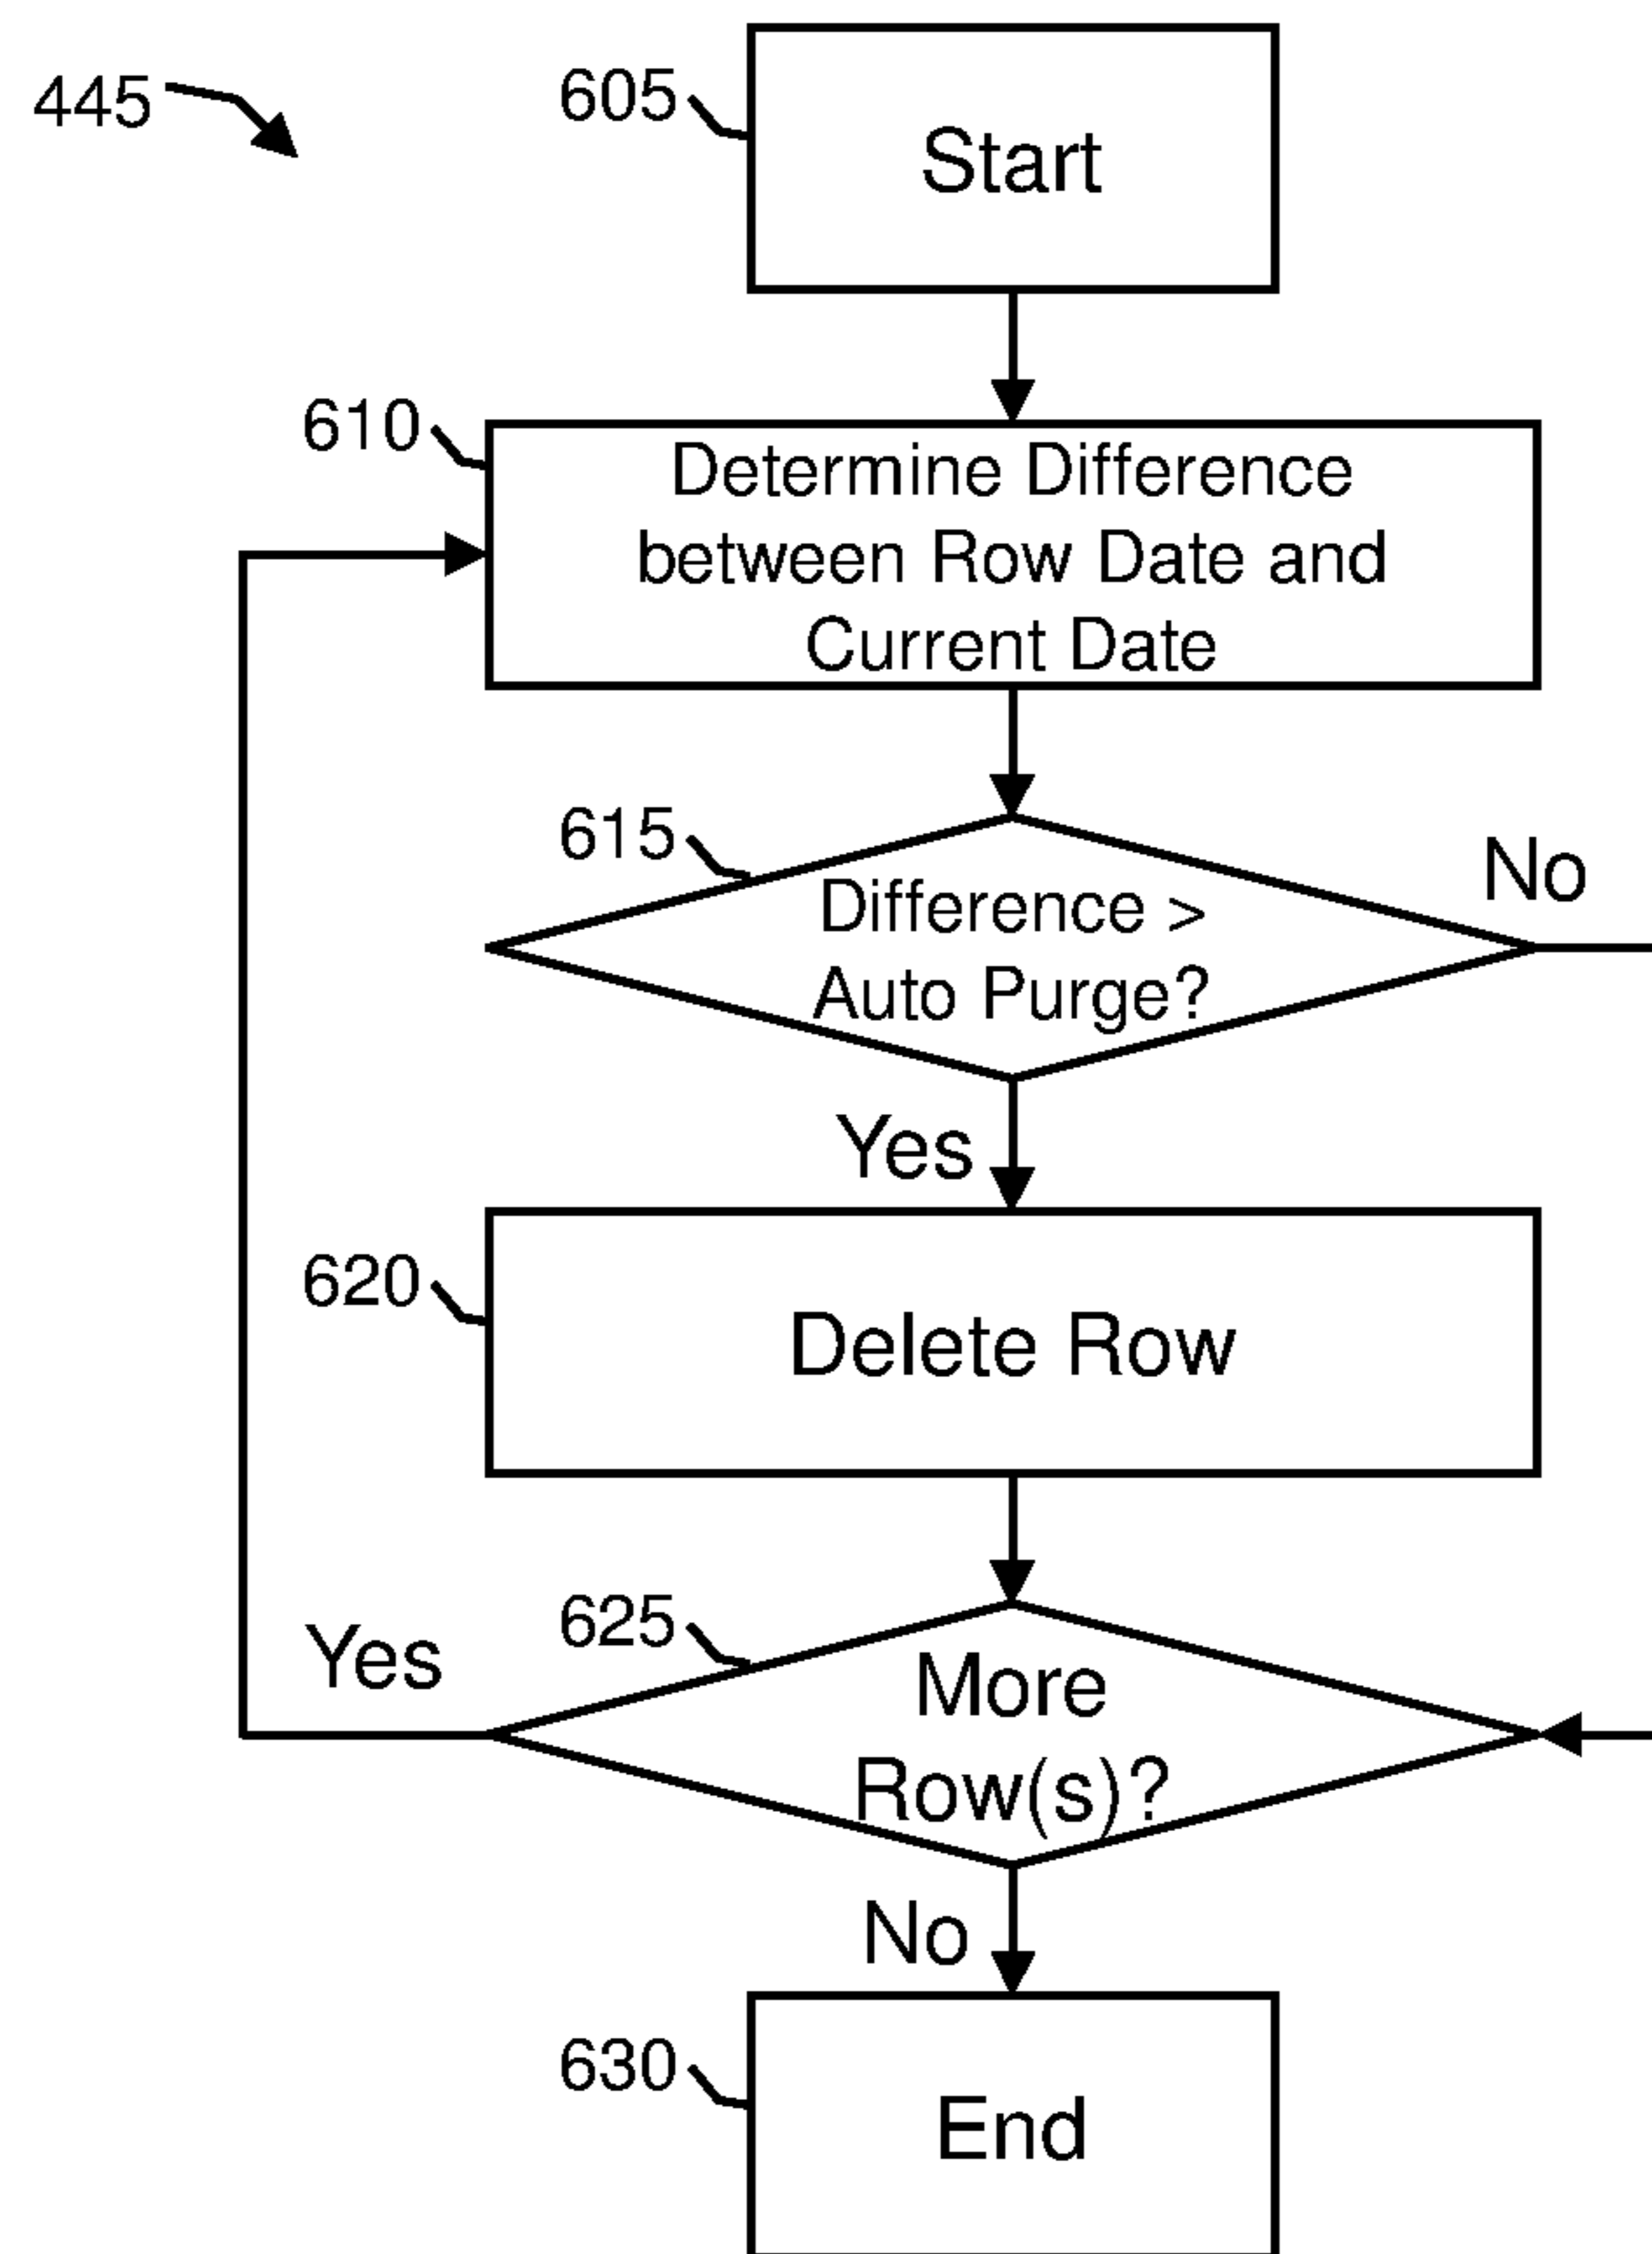 445
605
Start
610
Determine Difference
between Row Date and
Current Date
615
Difference >
Auto Purge?
No
Yes
620
Delete Row
625
More
Row(s)?
Yes
No
630
End